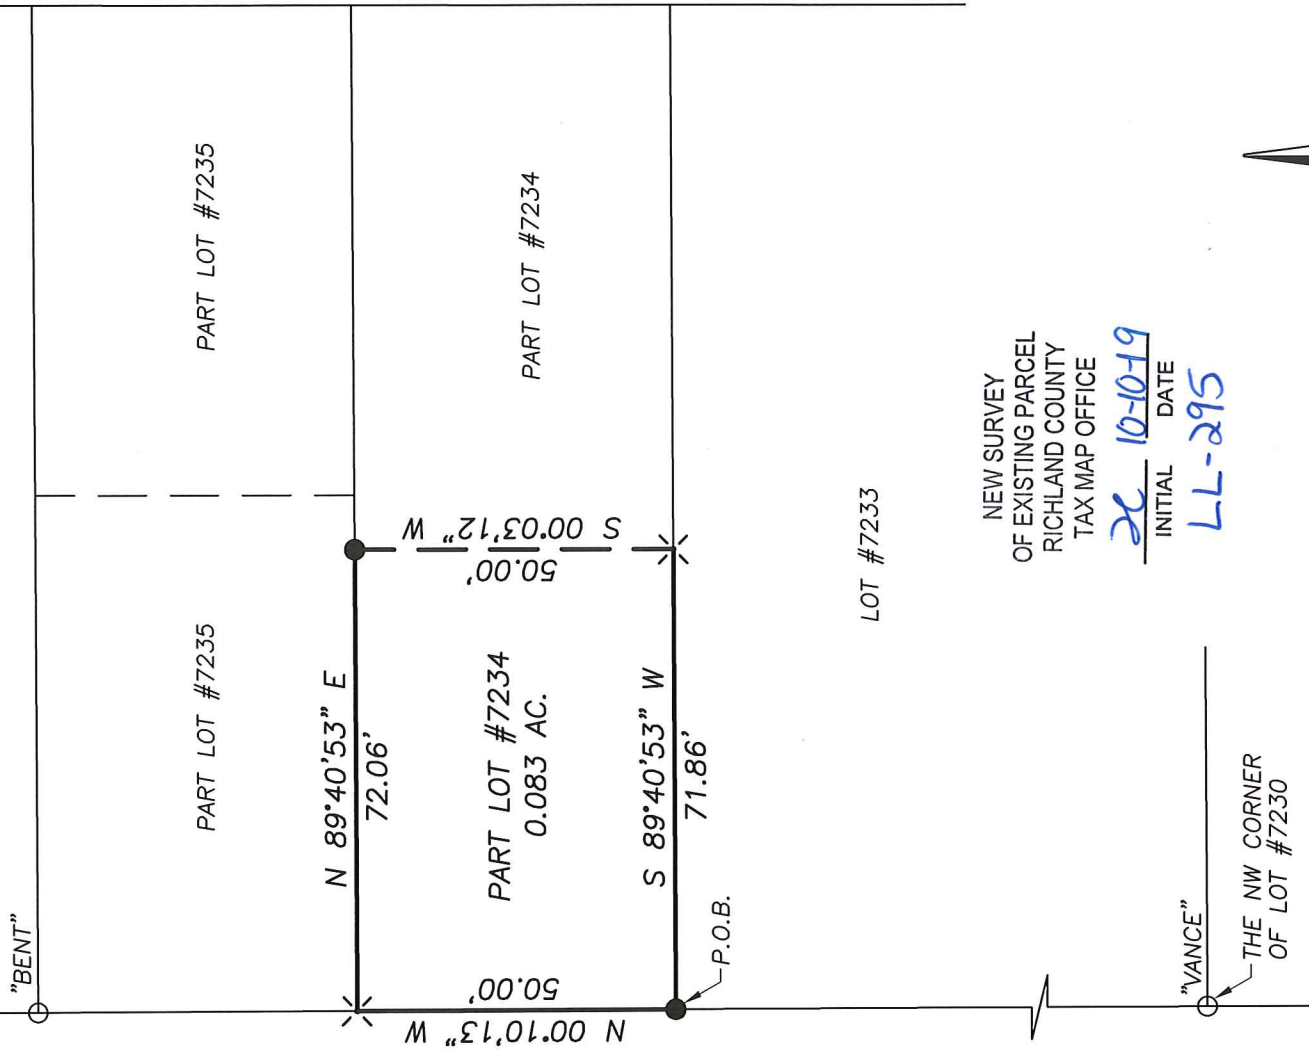 "BENT"
PART LOT #7235
PART LOT #7235
N 89°40'53" E
72.06'
N 00°10'13" W
50.00'
PART LOT #7234
0.083 AC.
S 00°03'12" W
50.00'
PART LOT #7234
S 89°40'53" W
71.86'
P.O.B.
LOT #7233
"VANCE"
THE NW CORNER
OF LOT #7230
NEW SURVEY
OF EXISTING PARCEL
RICHLAND COUNTY
TAX MAP OFFICE
10-10-19
INITIAL DATE
LL-295